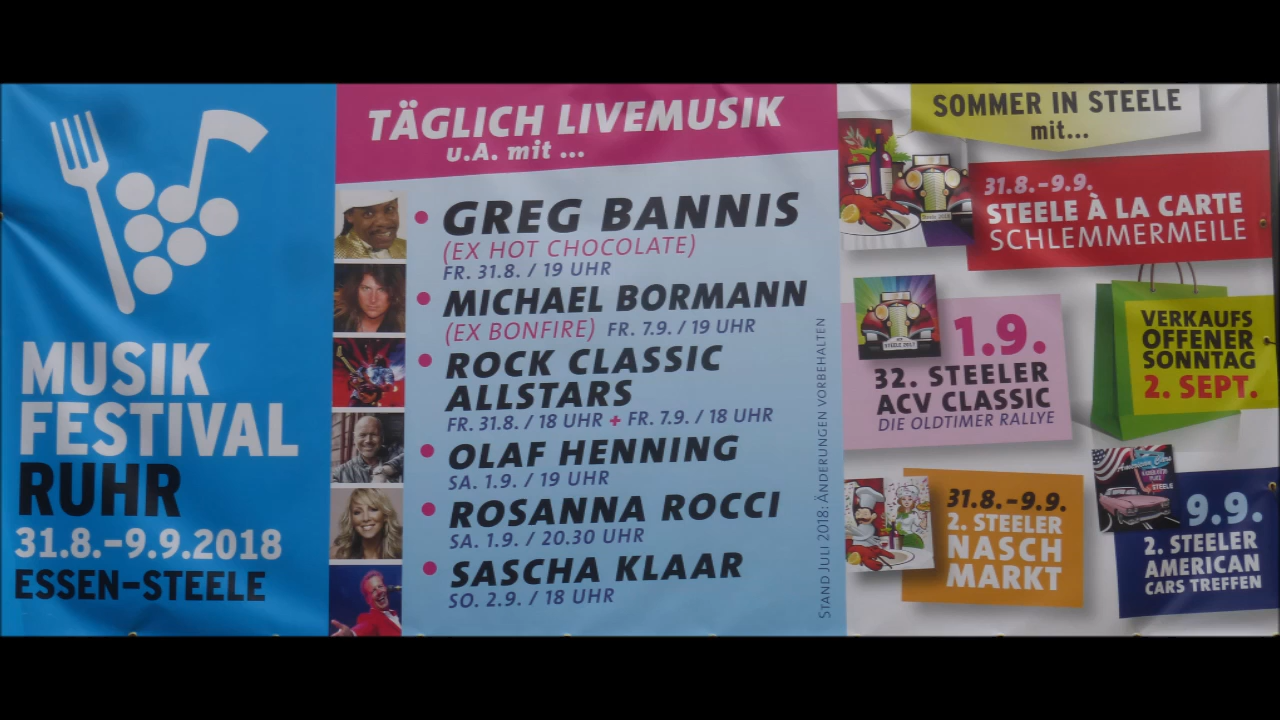 MUSIK
FESTIVAL
RUHR
31.8.-9.9.2018
ESSEN-STEELE
TÄGLICH LIVEMUSIK
u.A. mit ...
• GREG BANNIS
(EX HOT CHOCOLATE)
FR. 31.8. / 19 UHR
• MICHAEL BORMANN
(EX BONFIRE) FR. 7.9. / 19 UHR
• ROCK CLASSIC
ALLSTARS
FR. 31.8. / 18 UHR + FR. 7.9. / 18 UHR
• OLAF HENNING
SA. 1.9. / 19 UHR
• ROSANNA ROCCI
SA. 1.9. / 20.30 UHR
• SASCHA KLAAR
SO. 2.9. / 18 UHR
STAND JULI 2018: ÄNDERUNGEN VORBEHALTEN
SOMMER IN STEELE
mit...
31.8.-9.9.
STEELE À LA CARTE
SCHLEMMERMEILE
1.9.
32. STEELER
ACV CLASSIC
DIE OLDTIMER RALLYE
STEELE 2017
VERKAUFS
OFFENER
SONNTAG
2. SEPT.
31.8.-9.9.
2. STEELER
NASCH
MARKT
American Cars
STEELE
9.9.
2. STEELER
AMERICAN
CARS TREFFEN